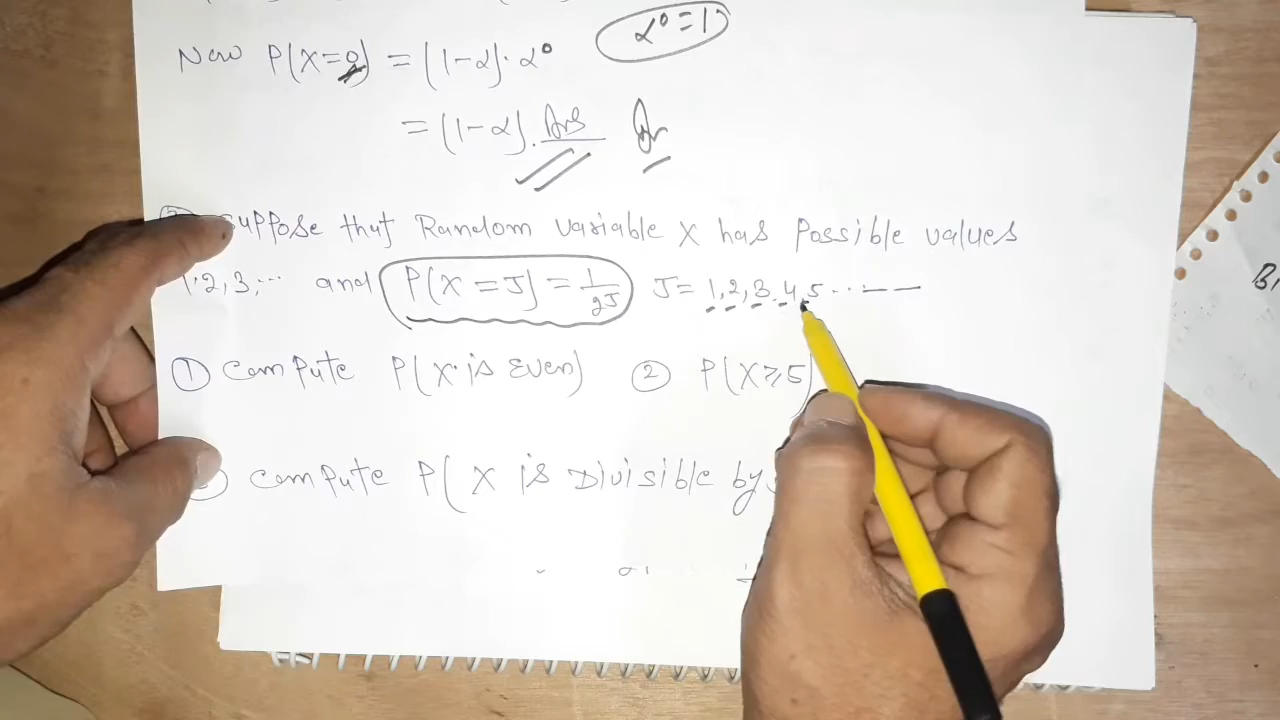 Now P(X=0) = (1-α).α⁰ α⁰=1
= (1-α). Ans
Suppose that Random variable X has Possible values
1,2,3,... and P(X=J) = 1/2J J= 1,2,3,4,5...---
① Compute P(X is Even) ② P(X≥5)
Compute P( X is Divisible by